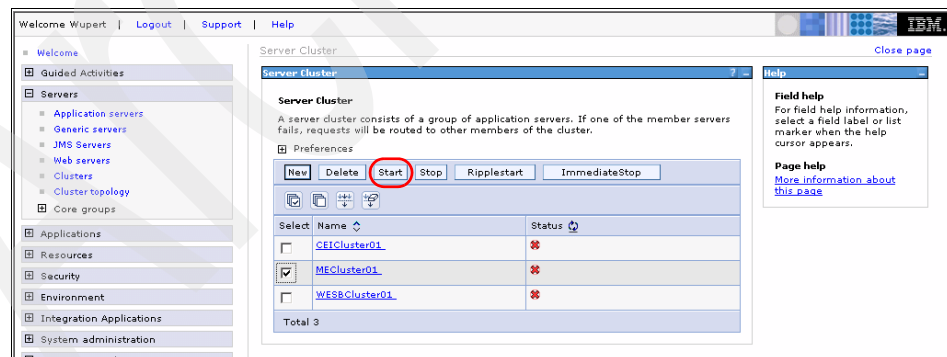 Welcome Wupert | Logout | Support | Help
IBM.
Welcome
Guided Activities
Servers
Application servers
Generic servers
JMS Servers
Web servers
Clusters
Cluster topology
Core groups
Applications
Resources
Security
Environment
Integration Applications
System administration
Server Cluster
Close page
Server Cluster ? –
Server Cluster
A server cluster consists of a group of application servers. If one of the member servers
fails, requests will be routed to other members of the cluster.
Preferences
New Delete Start Stop Ripplestart ImmediateStop
Select Name Status
CEICluster01
MECluster01
WESBCluster01
Total 3
Help –
Field help
For field help information,
select a field label or list
marker when the help
cursor appears.
Page help
More information about
this page